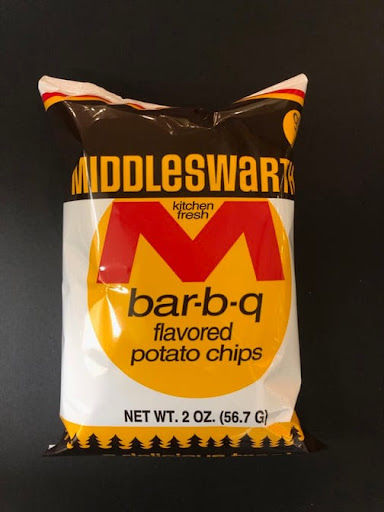 MIDDLESWARTH
kitchen
fresh
M
bar-b-q
flavored
potato chips
NET WT. 2 OZ. (56.7 G)